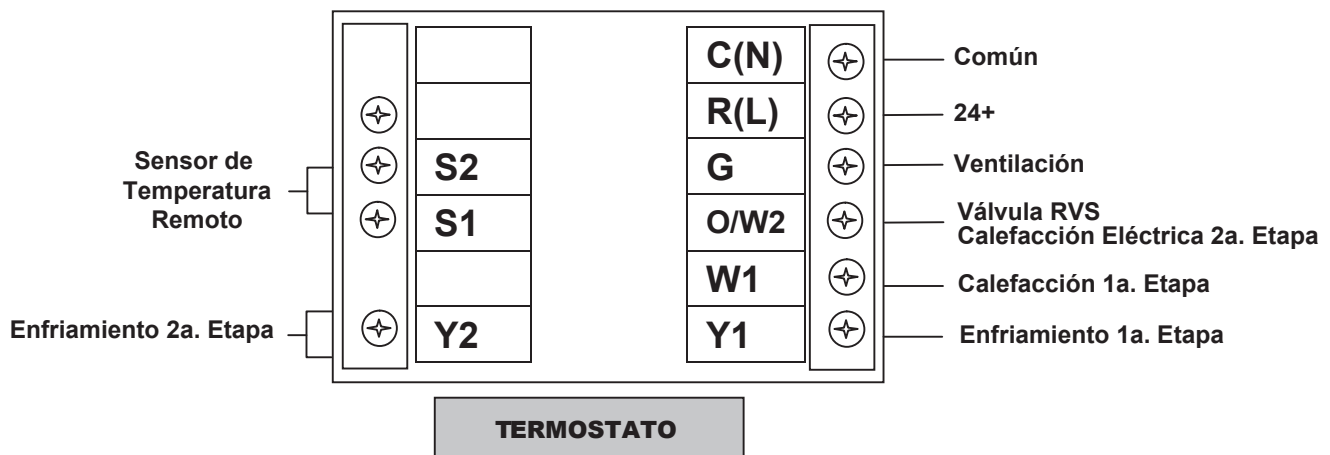 C(N)
Común
R(L)
24+
Sensor de
Temperatura
Remoto
S2
G
Ventilación
S1
O/W2
Válvula RVS
Calefacción Eléctrica 2a. Etapa
W1
Calefacción 1a. Etapa
Enfriamiento 2a. Etapa
Y2
Y1
Enfriamiento 1a. Etapa
TERMOSTATO